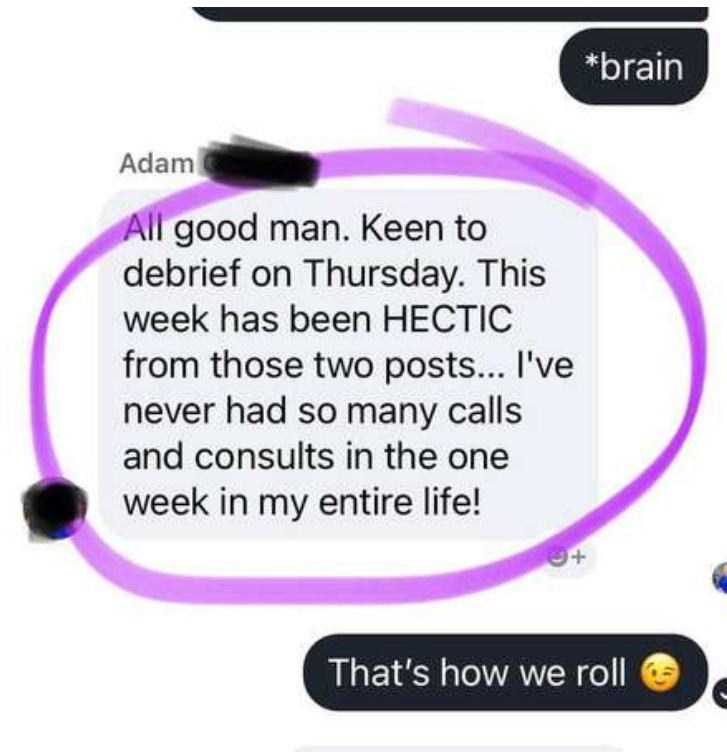 *brain
Adam
All good man. Keen to
debrief on Thursday. This
week has been HECTIC
from those two posts... I've
never had so many calls
and consults in the one
week in my entire life!
That's how we roll 😉